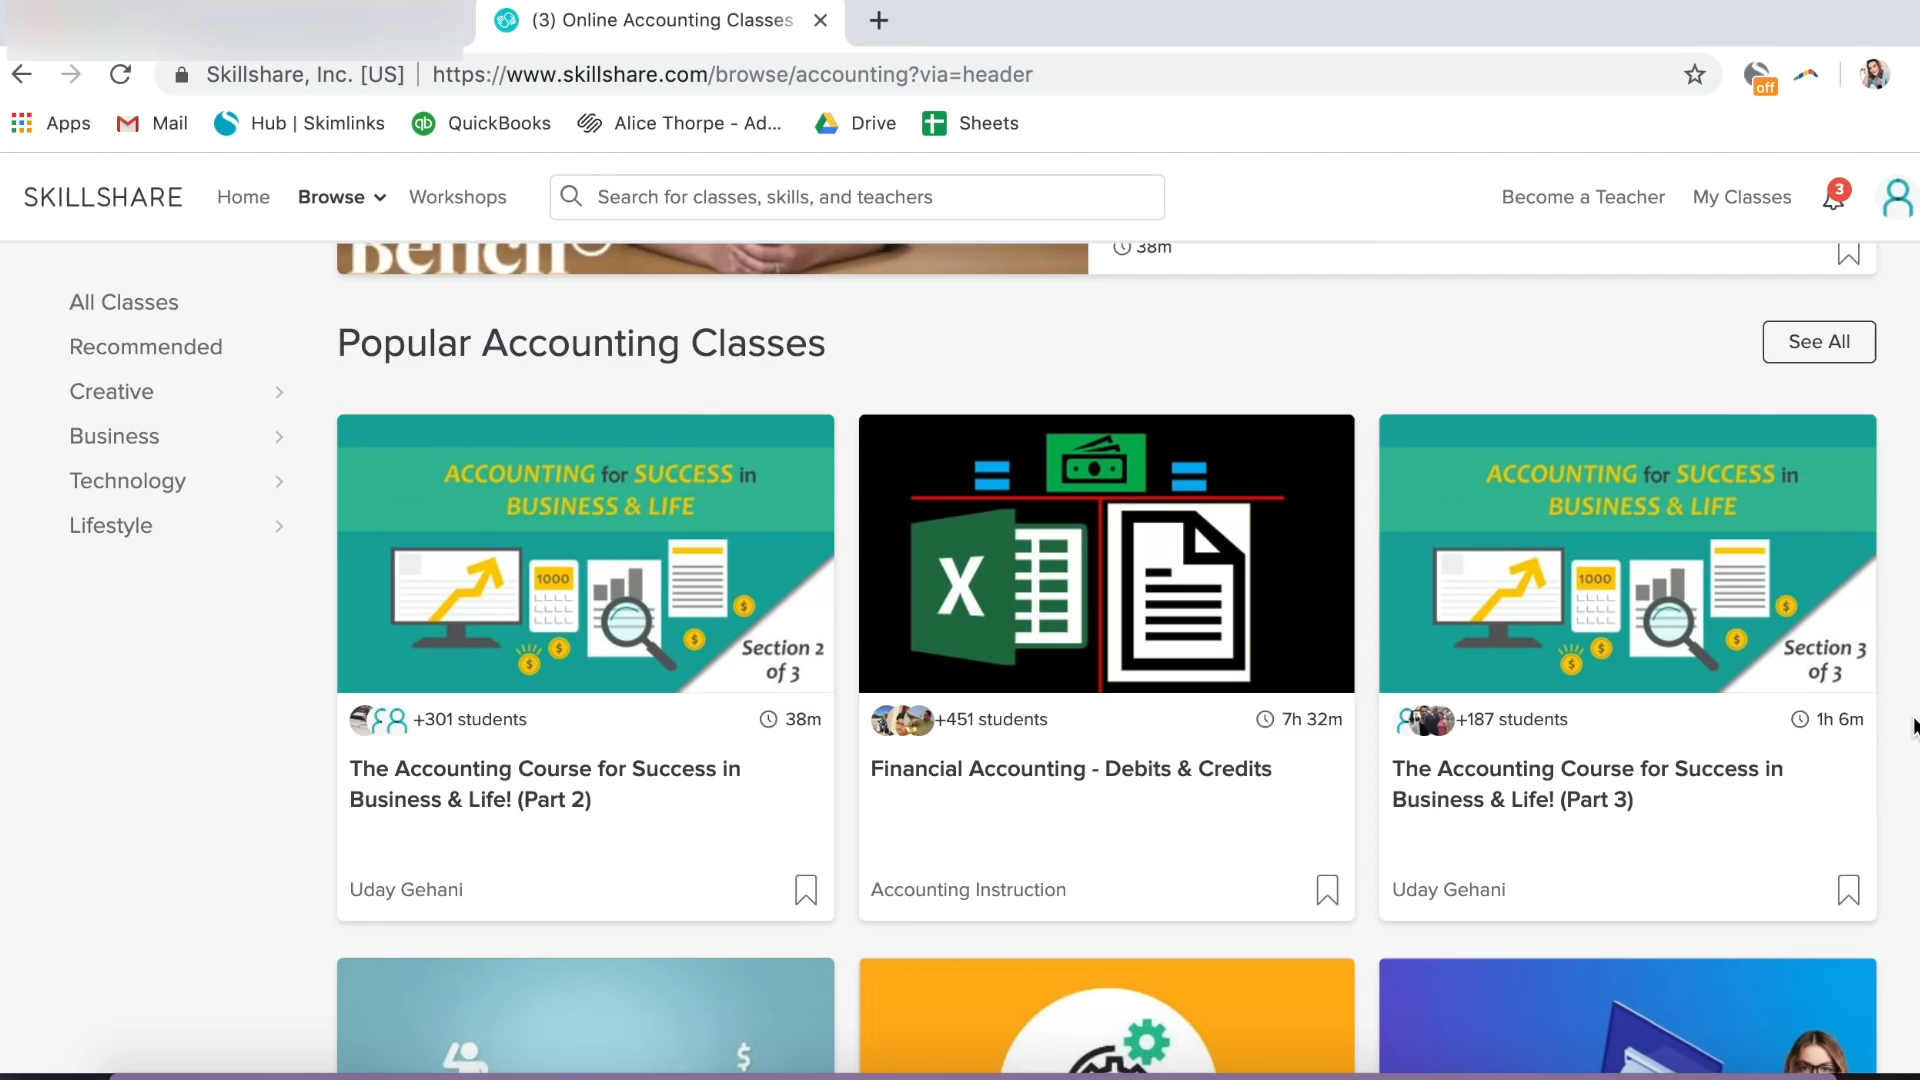 (3) Online Accounting Classes
Skillshare, Inc. [US] | https://www.skillshare.com/browse/accounting?via=header
off
Apps Mail Hub | Skimlinks QuickBooks Alice Thorpe - Ad... Drive Sheets
SKILLSHARE Home Browse Workshops Search for classes, skills, and teachers Become a Teacher My Classes 3
Bench
38m
All Classes
Recommended
Creative
Business
Technology
Lifestyle
Popular Accounting Classes See All
ACCOUNTING for SUCCESS in
BUSINESS & LIFE
1000
Section 2
of 3
+301 students 38m
The Accounting Course for Success in
Business & Life! (Part 2)
Uday Gehani
X
+451 students 7h 32m
Financial Accounting - Debits & Credits
Accounting Instruction
ACCOUNTING for SUCCESS in
BUSINESS & LIFE
1000
Section 3
of 3
+187 students 1h 6m
The Accounting Course for Success in
Business & Life! (Part 3)
Uday Gehani
$